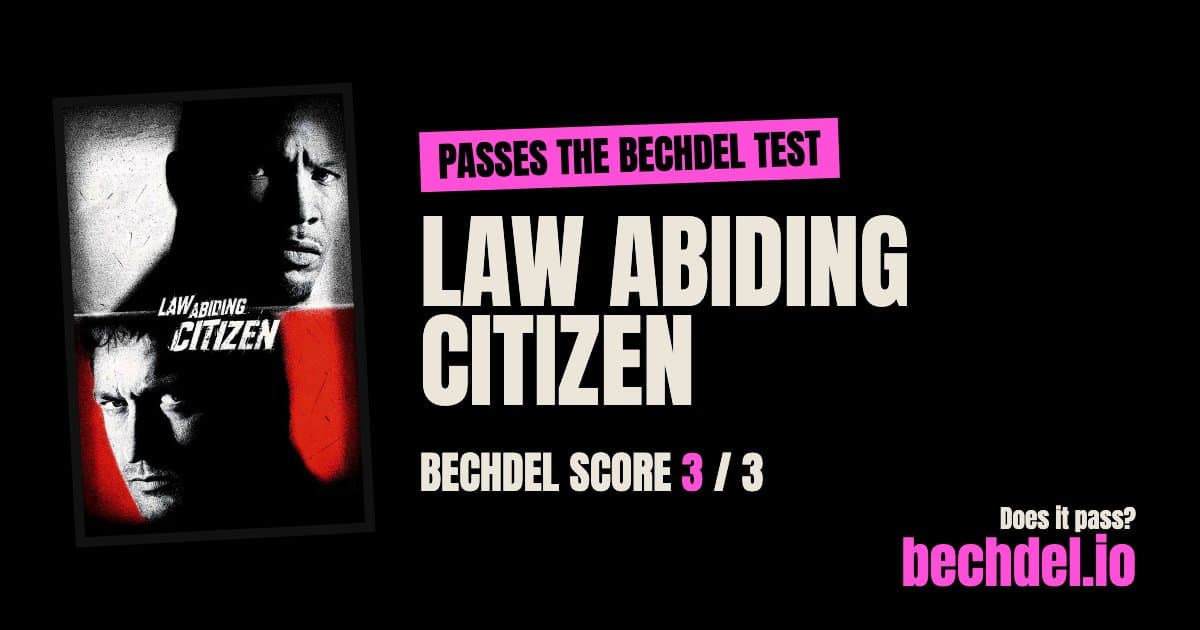 PASSES THE BECHDEL TEST
LAW ABIDING
CITIZEN
LAW ABIDING
CITIZEN
BECHDEL SCORE 3 / 3
Does it pass?
bechdel.io